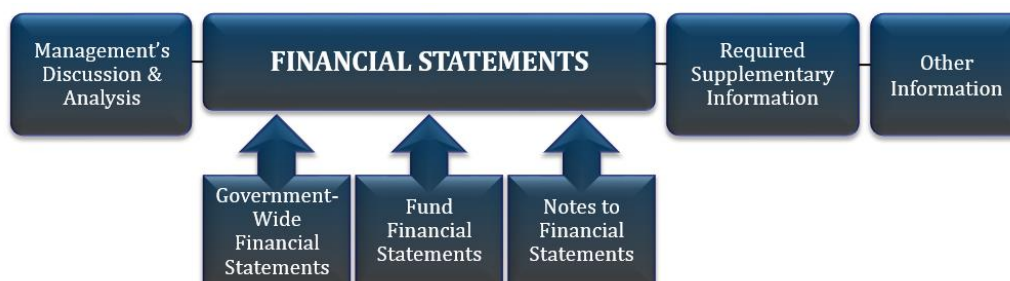 Management’s
Discussion &
Analysis
FINANCIAL STATEMENTS
Required
Supplementary
Information
Other
Information
Government-
Wide
Financial
Statements
Fund
Financial
Statements
Notes to
Financial
Statements